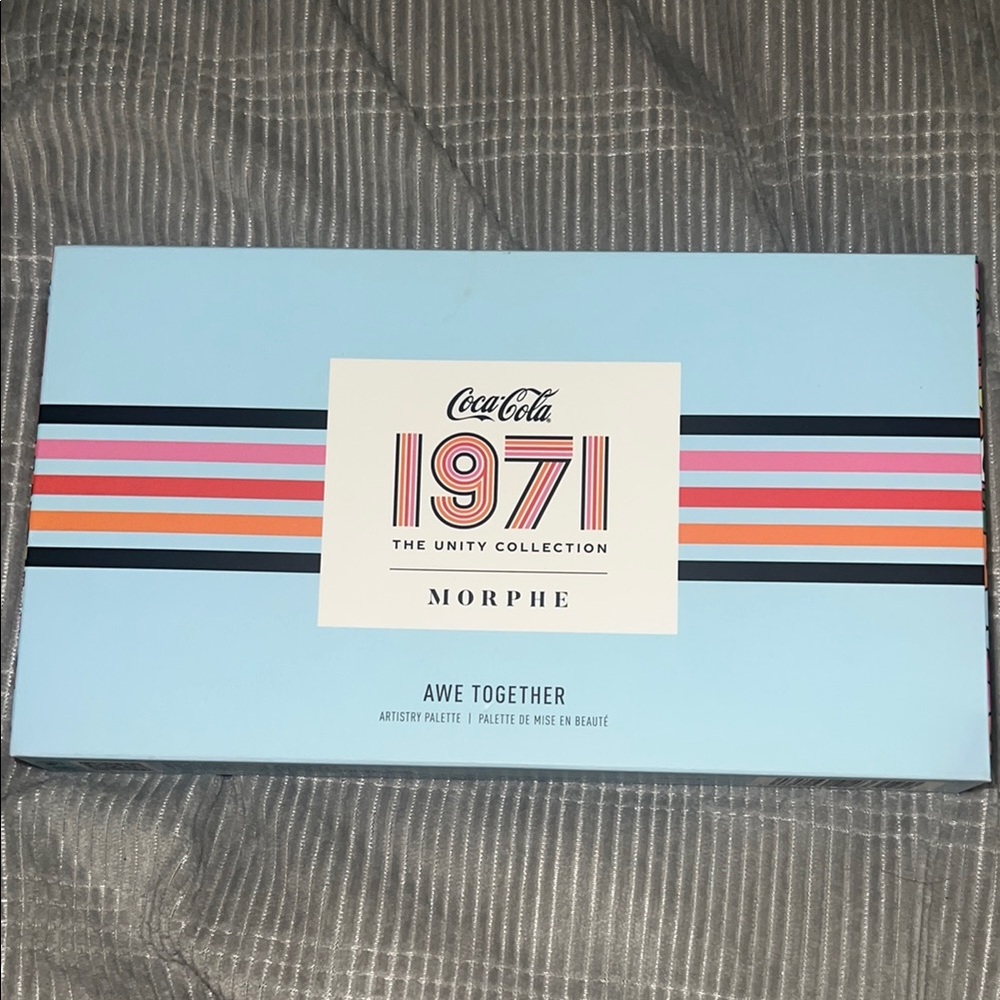 Coca-Cola
1971
THE UNITY COLLECTION
MORPHE
AWE TOGETHER
ARTISTRY PALETTE | PALETTE DE MISE EN BEAUTÉ